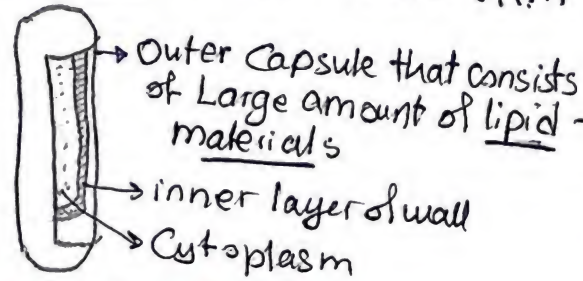 Outer Capsule that consists
of Large amount of lipid -
materials
inner layer of wall
Cytoplasm